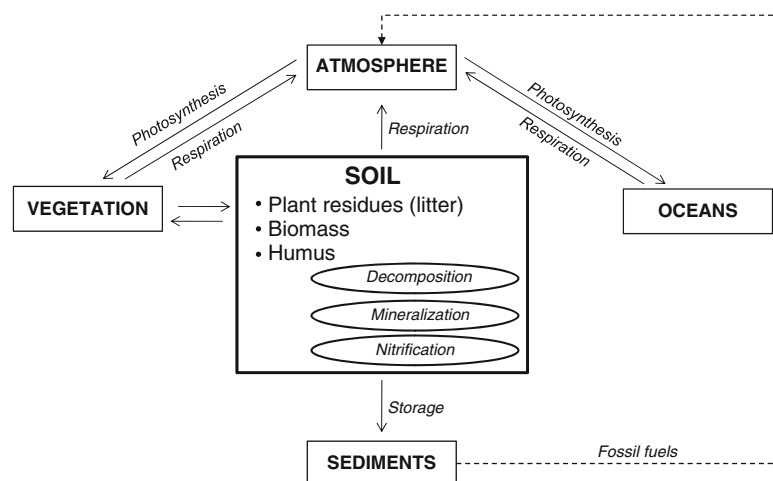 ATMOSPHERE
Photosynthesis
Respiration
Respiration
Photosynthesis
Respiration
VEGETATION
SOIL
• Plant residues (litter)
• Biomass
• Humus
Decomposition
Mineralization
Nitrification
OCEANS
Storage
SEDIMENTS
Fossil fuels